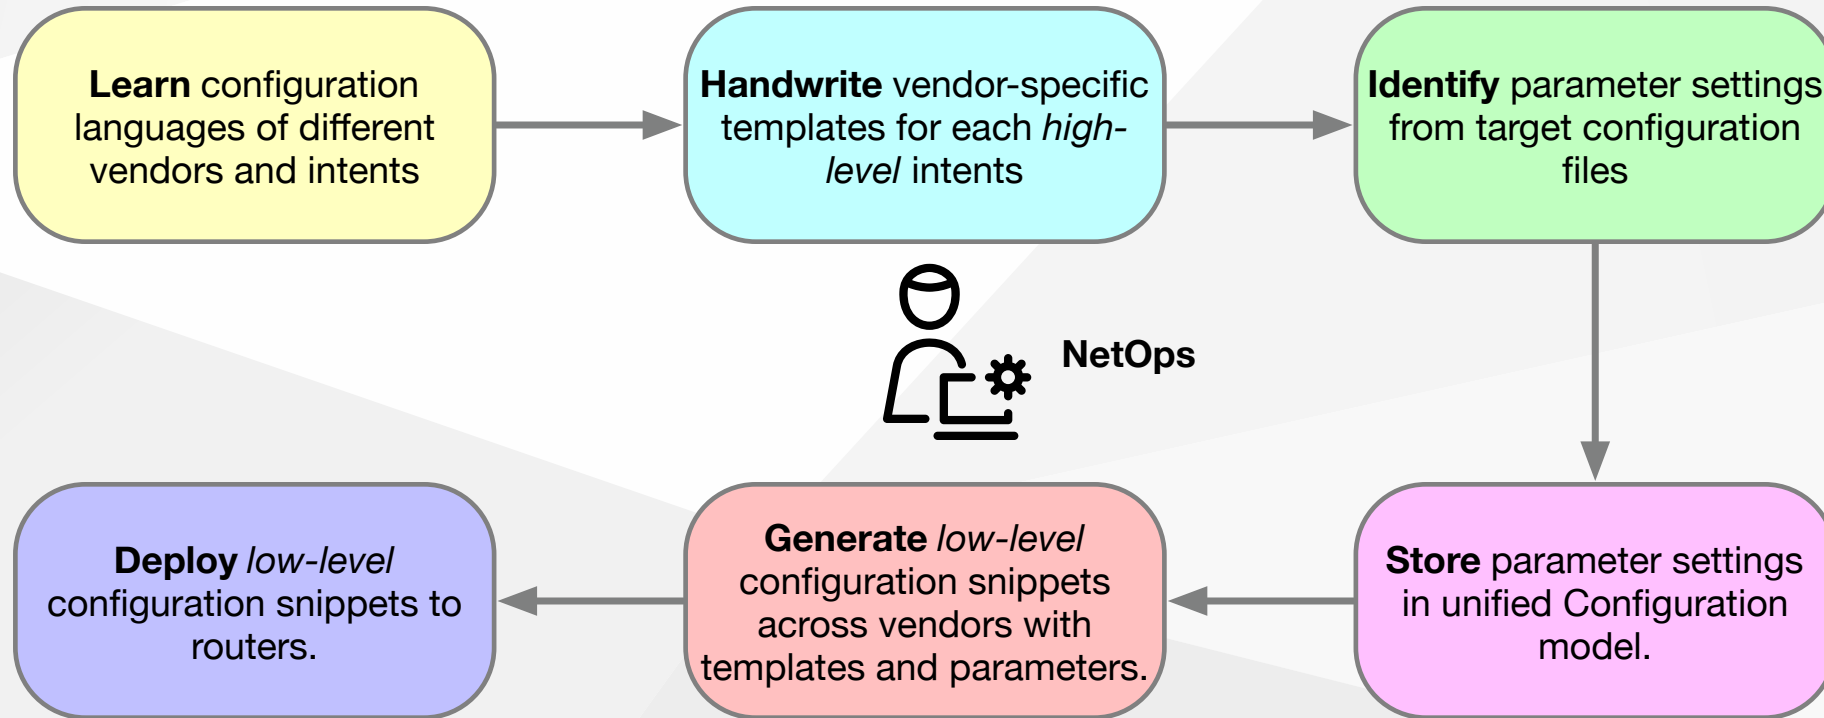 Learn configuration
languages of different
vendors and intents
Handwrite vendor-specific
templates for each high-
level intents
Identify parameter settings
from target configuration
files
NetOps
Store parameter settings
in unified Configuration
model.
Generate low-level
configuration snippets
across vendors with
templates and parameters.
Deploy low-level
configuration snippets to
routers.